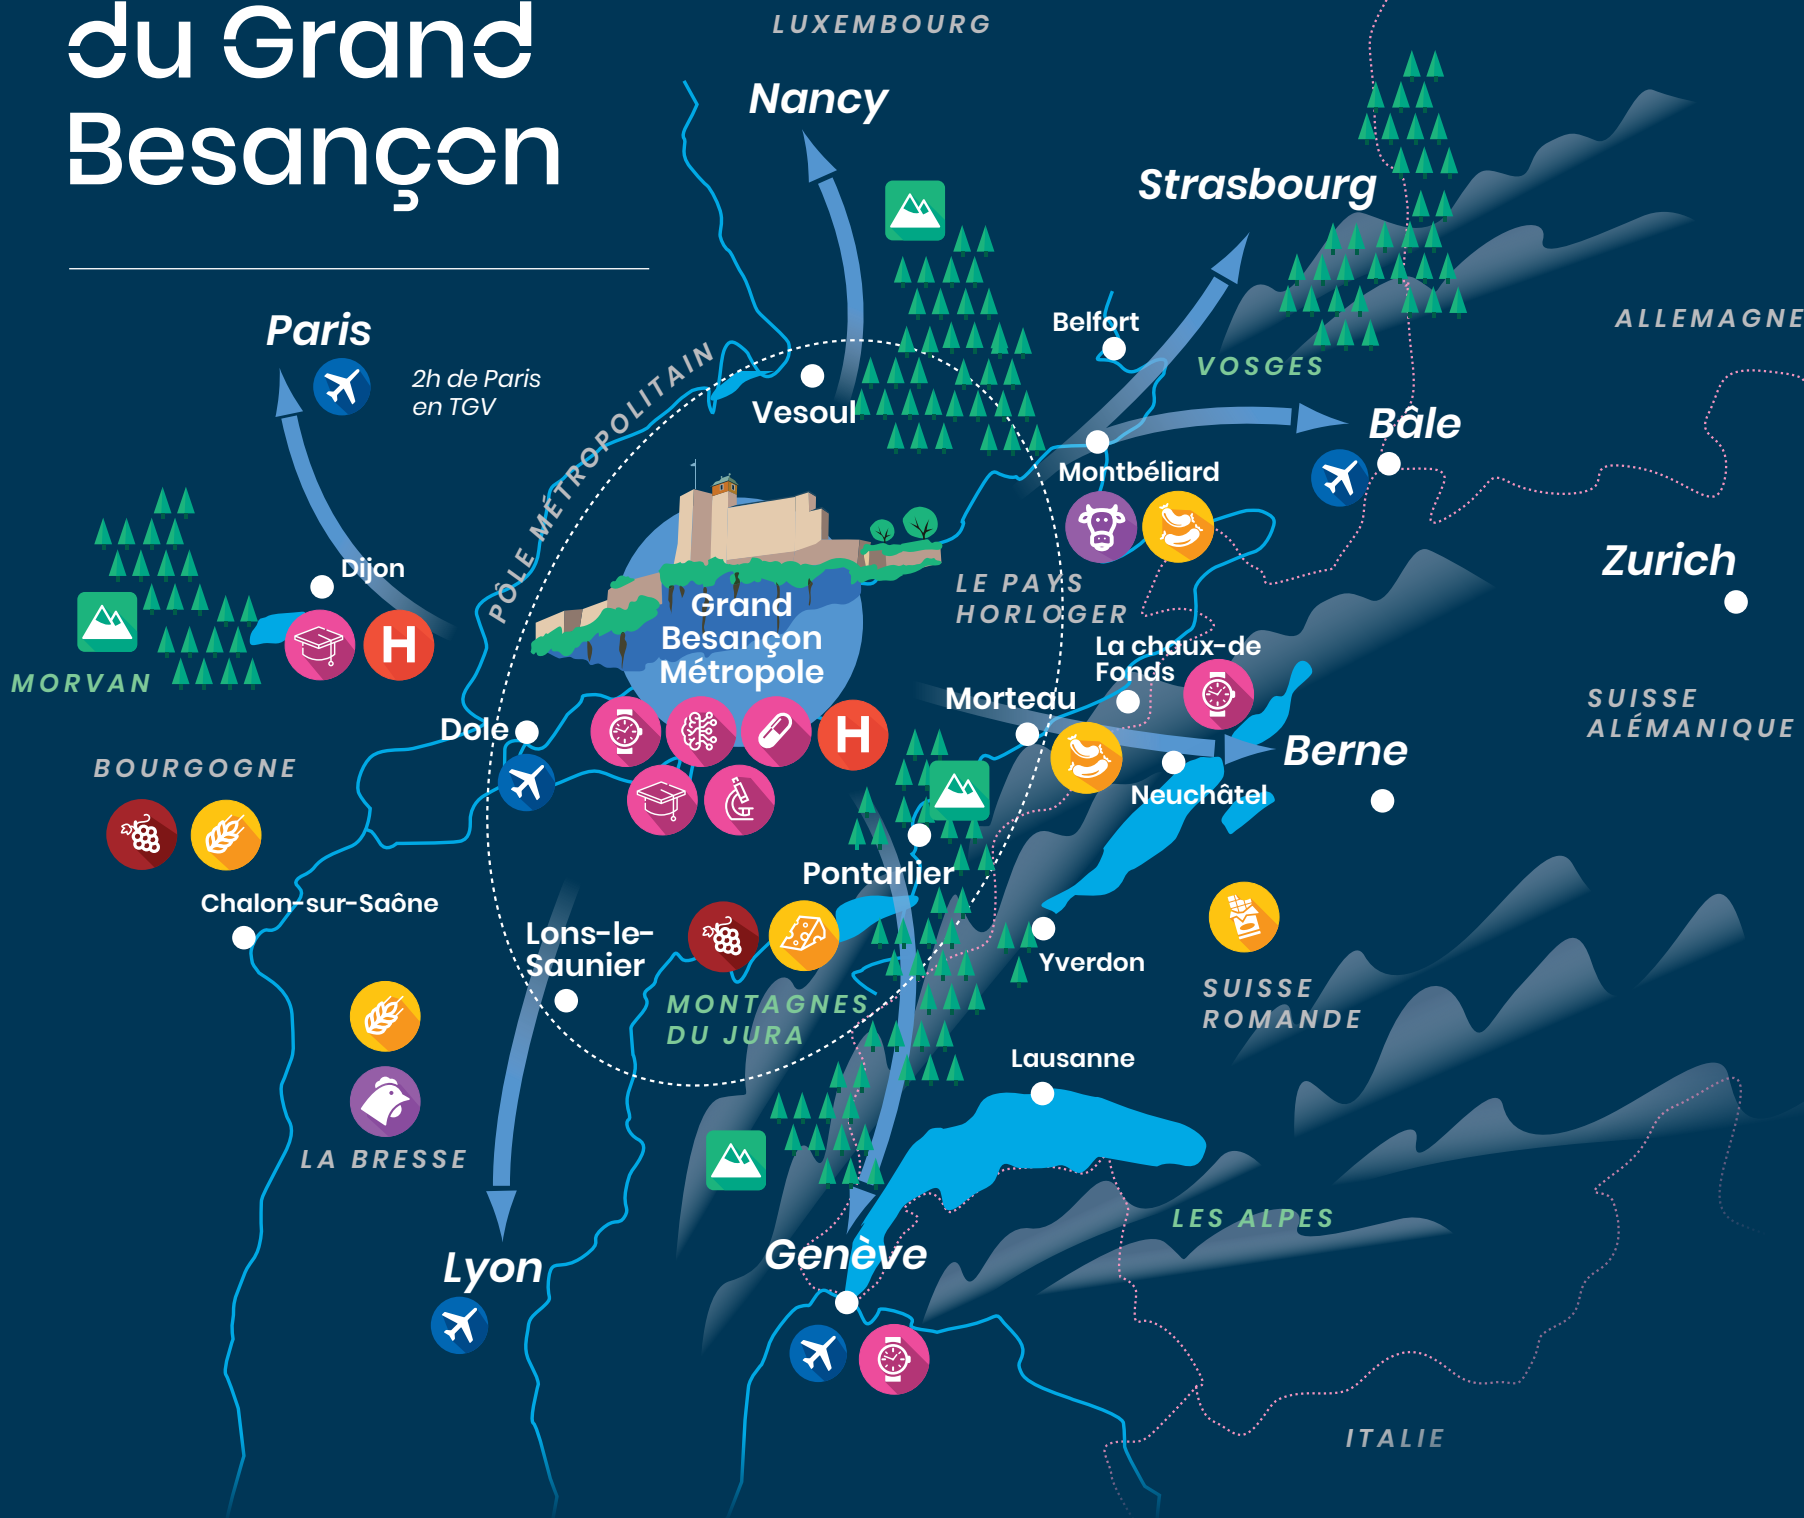 du Grand
Besançon
LUXEMBOURG
Nancy
Strasbourg
ALLEMAGNE
Paris
2h de Paris
en TGV
Belfort
VOSGES
PÔLE MÉTROPOLITAIN
Vesoul
Bâle
Montbéliard
Zurich
Dijon
LE PAYS
HORLOGER
Grand
Besançon
Métropole
La chaux-de
Fonds
MORVAN
Morteau
SUISSE
ALÉMANIQUE
Dole
H
H
Berne
BOURGOGNE
Neuchâtel
Pontarlier
Chalon-sur-Saône
Lons-le-
Saunier
Yverdon
MONTAGNES
DU JURA
SUISSE
ROMANDE
Lausanne
LA BRESSE
LES ALPES
Genève
Lyon
ITALIE